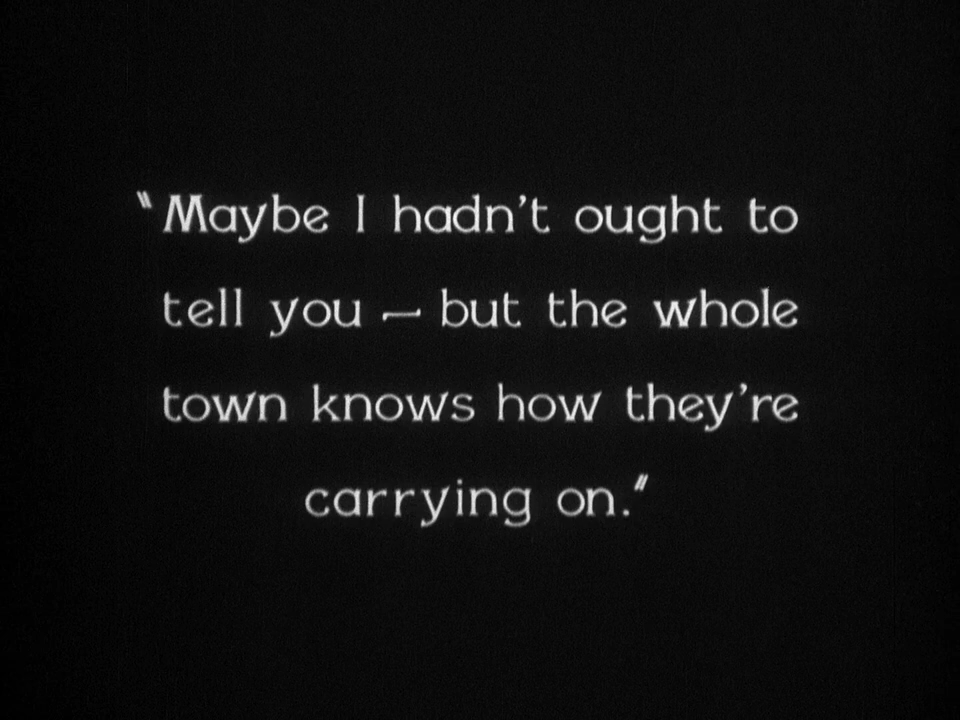 "Maybe I hadn't ought to
tell you — but the whole
town knows how they're
carrying on."